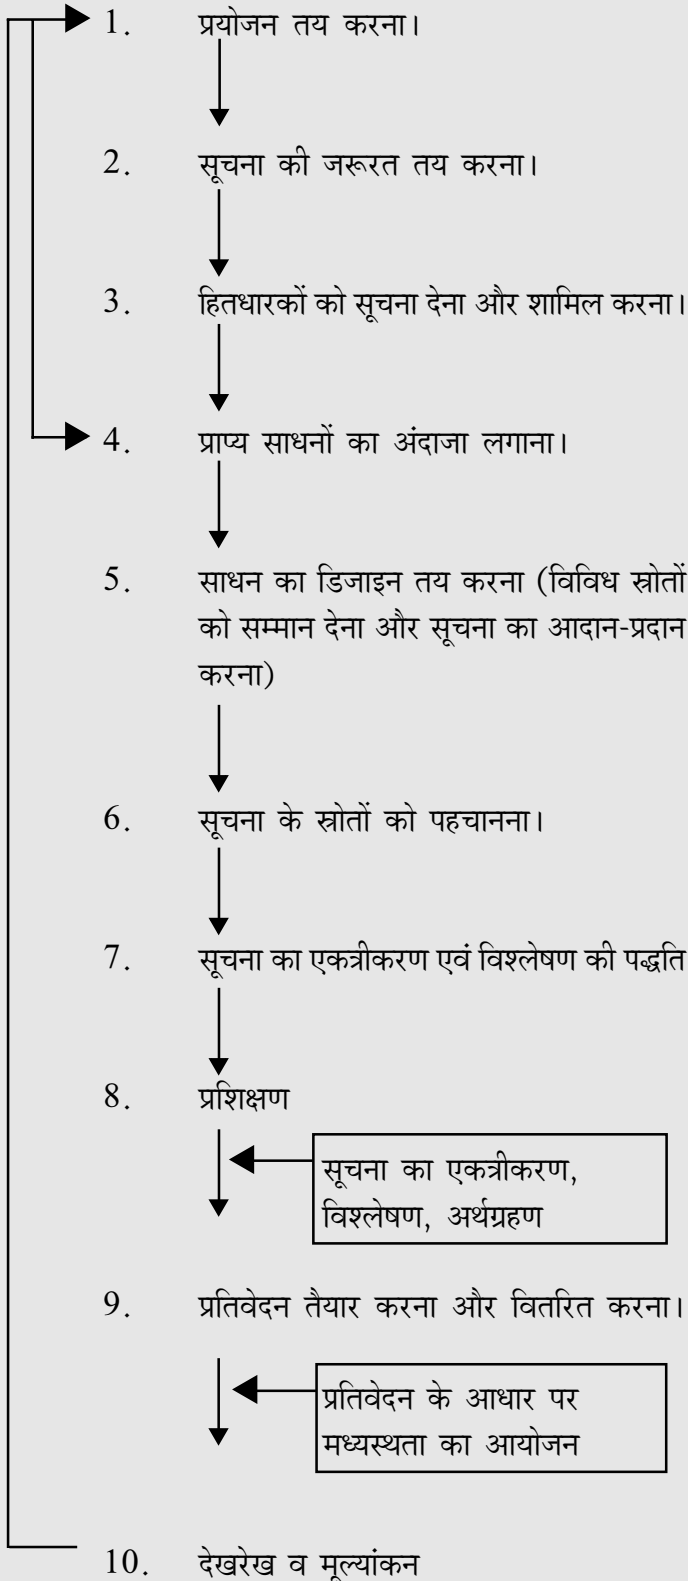 1. प्रयोजन तय करना।
2. सूचना की जरूरत तय करना।
3. हितधारकों को सूचना देना और शामिल करना।
4. प्राप्य साधनों का अंदाजा लगाना।
5. साधन का डिजाइन तय करना (विविध स्रोतों
को सम्मान देना और सूचना का आदान-प्रदान
करना)
6. सूचना के स्रोतों को पहचानना।
7. सूचना का एकत्रीकरण एवं विश्लेषण की पद्धति
8. प्रशिक्षण
सूचना का एकत्रीकरण,
विश्लेषण, अर्थग्रहण
9. प्रतिवेदन तैयार करना और वितरित करना।
प्रतिवेदन के आधार पर
मध्यस्थता का आयोजन
10. देखरेख व मूल्यांकन